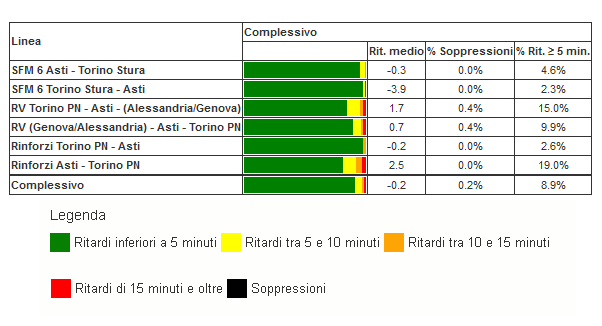 Linea Complessivo
Rit. medio % Soppressioni % Rit. ≥ 5 min.
SFM 6 Asti - Torino Stura -0.3 0.0% 4.6%
SFM 6 Torino Stura - Asti -3.9 0.0% 2.3%
RV Torino PN - Asti - (Alessandria/Genova) 1.7 0.4% 15.0%
RV (Genova/Alessandria) - Asti - Torino PN 0.7 0.4% 9.9%
Rinforzi Torino PN - Asti -0.2 0.0% 2.6%
Rinforzi Asti - Torino PN 2.5 0.0% 19.0%
Complessivo -0.2 0.2% 8.9%
Legenda
Ritardi inferiori a 5 minuti Ritardi tra 5 e 10 minuti Ritardi tra 10 e 15 minuti
Ritardi di 15 minuti e oltre Soppressioni